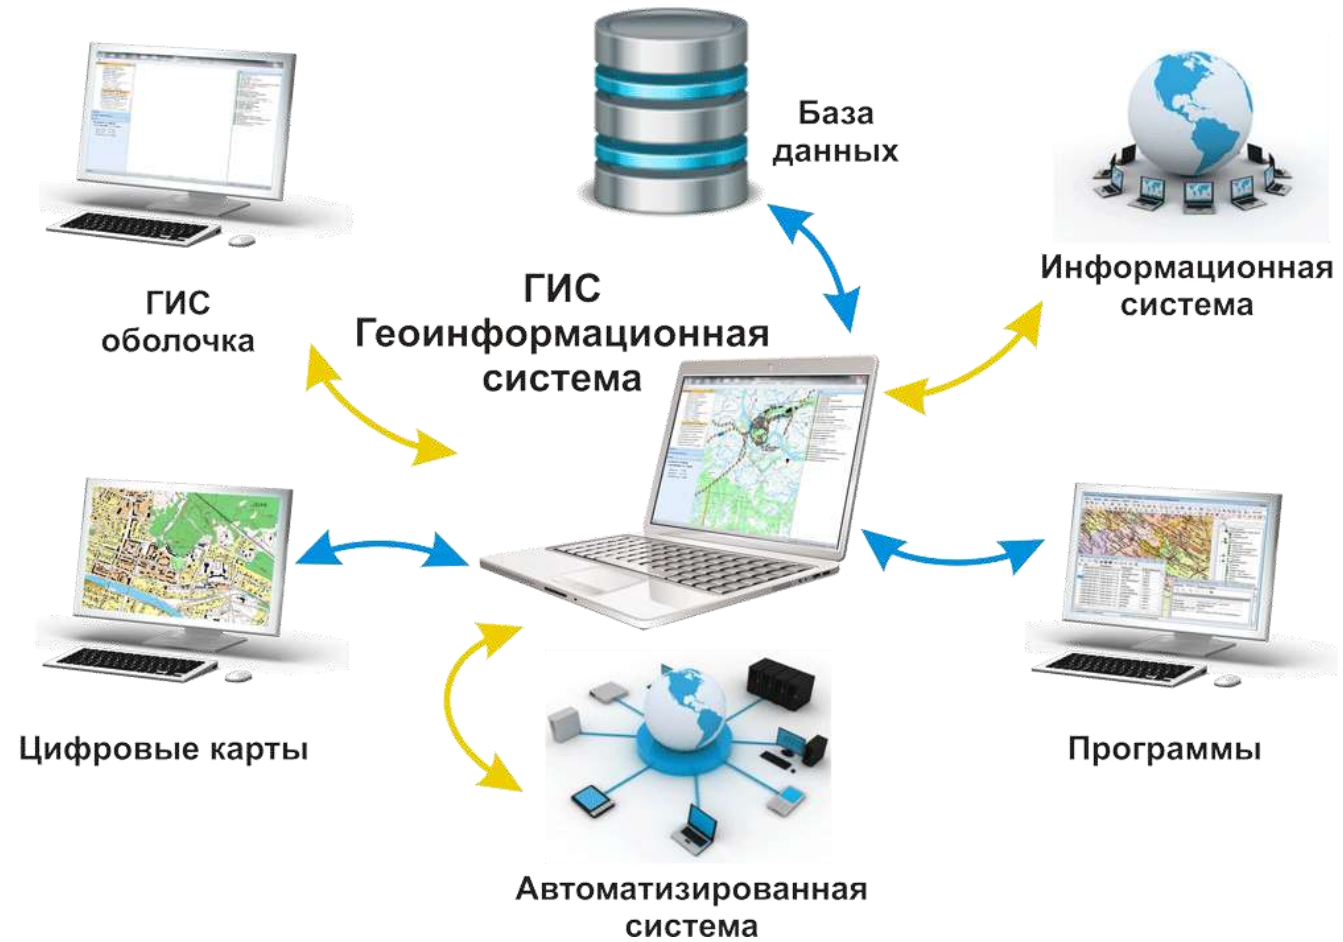 База
данных
Информационная
система
ГИС
оболочка
ГИС
Геоинформационная
система
Цифровые карты
Программы
Автоматизированная
система